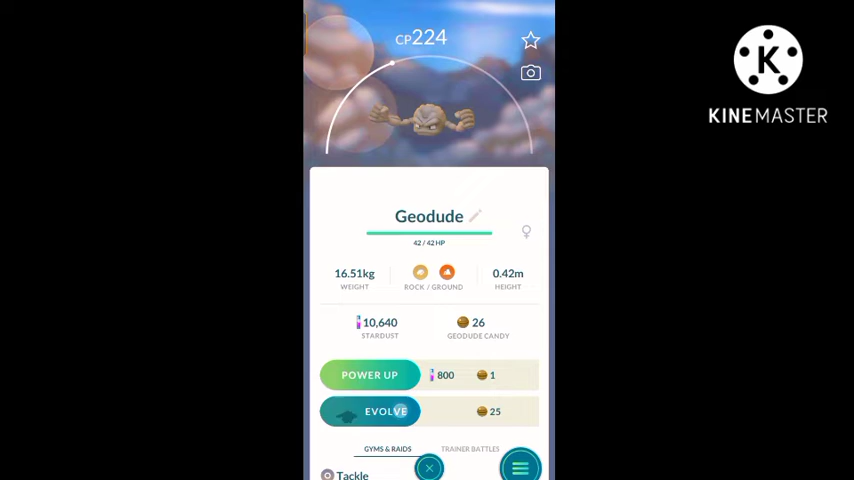 CP224
K
KINEMASTER
Geodude
42 / 42 HP
16.51kg
WEIGHT
ROCK / GROUND
0.42m
HEIGHT
10,640
STARDUST
26
GEODUDE CANDY
POWER UP
800
1
EVOLVE
25
GYMS & RAIDS
TRAINER BATTLES
Tackle